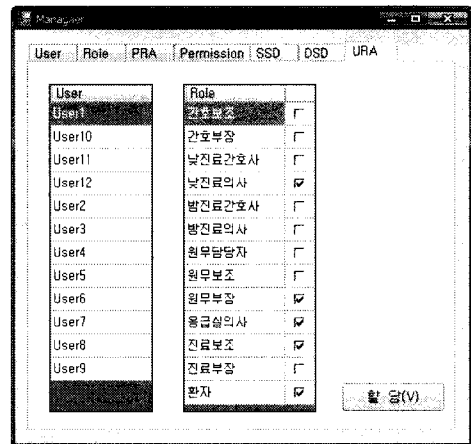 Managaer
User Role PRA Permission SSD DSD URA
User Role
User1 간호보조
User10 간호부장
User11 낮진료간호사
User12 낮진료의사
User2 밤진료간호사
User3 방진료의사
User4 원무담당자
User5 원무보조
User6 원무부장
User7 응급실의사
User8 진료보조
User9 진료부장
환자
할 당(V)